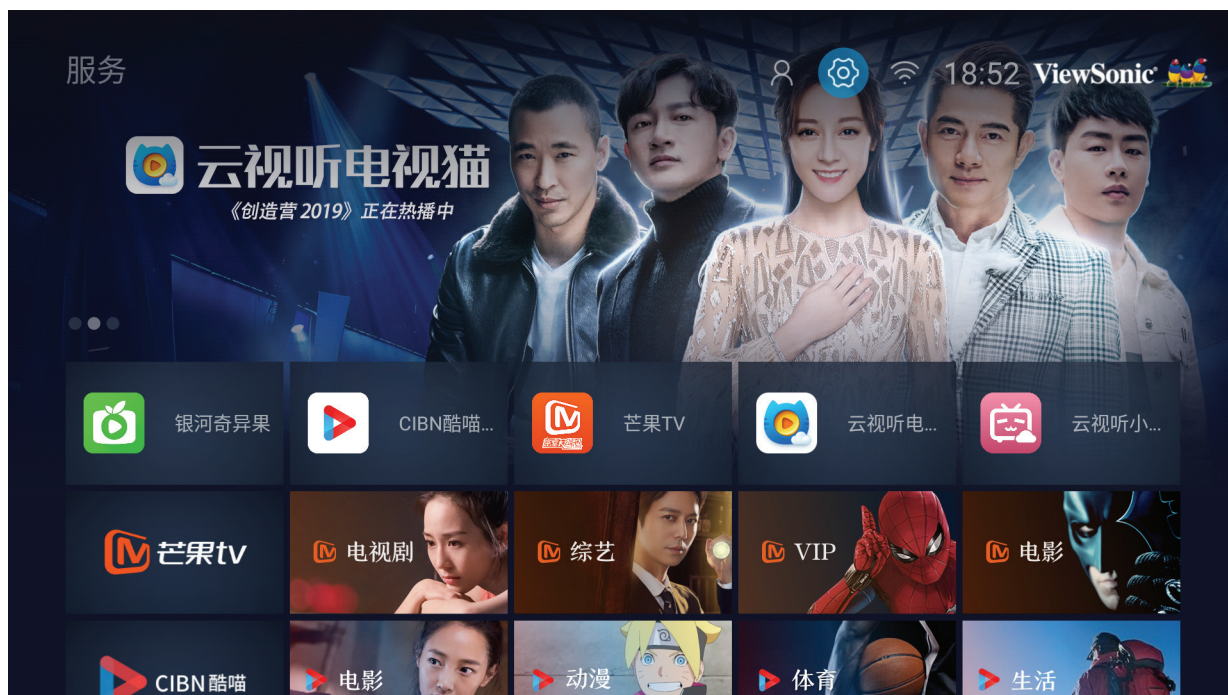 服务
18:52 ViewSonic
云视听电视猫
《创造营 2019》正在热播中
银河奇异果
CIBN酷喵...
芒果TV
云视听电...
云视听小...
芒果tv
电视剧
综艺
VIP
电影
CIBN酷喵
电影
动漫
体育
生活